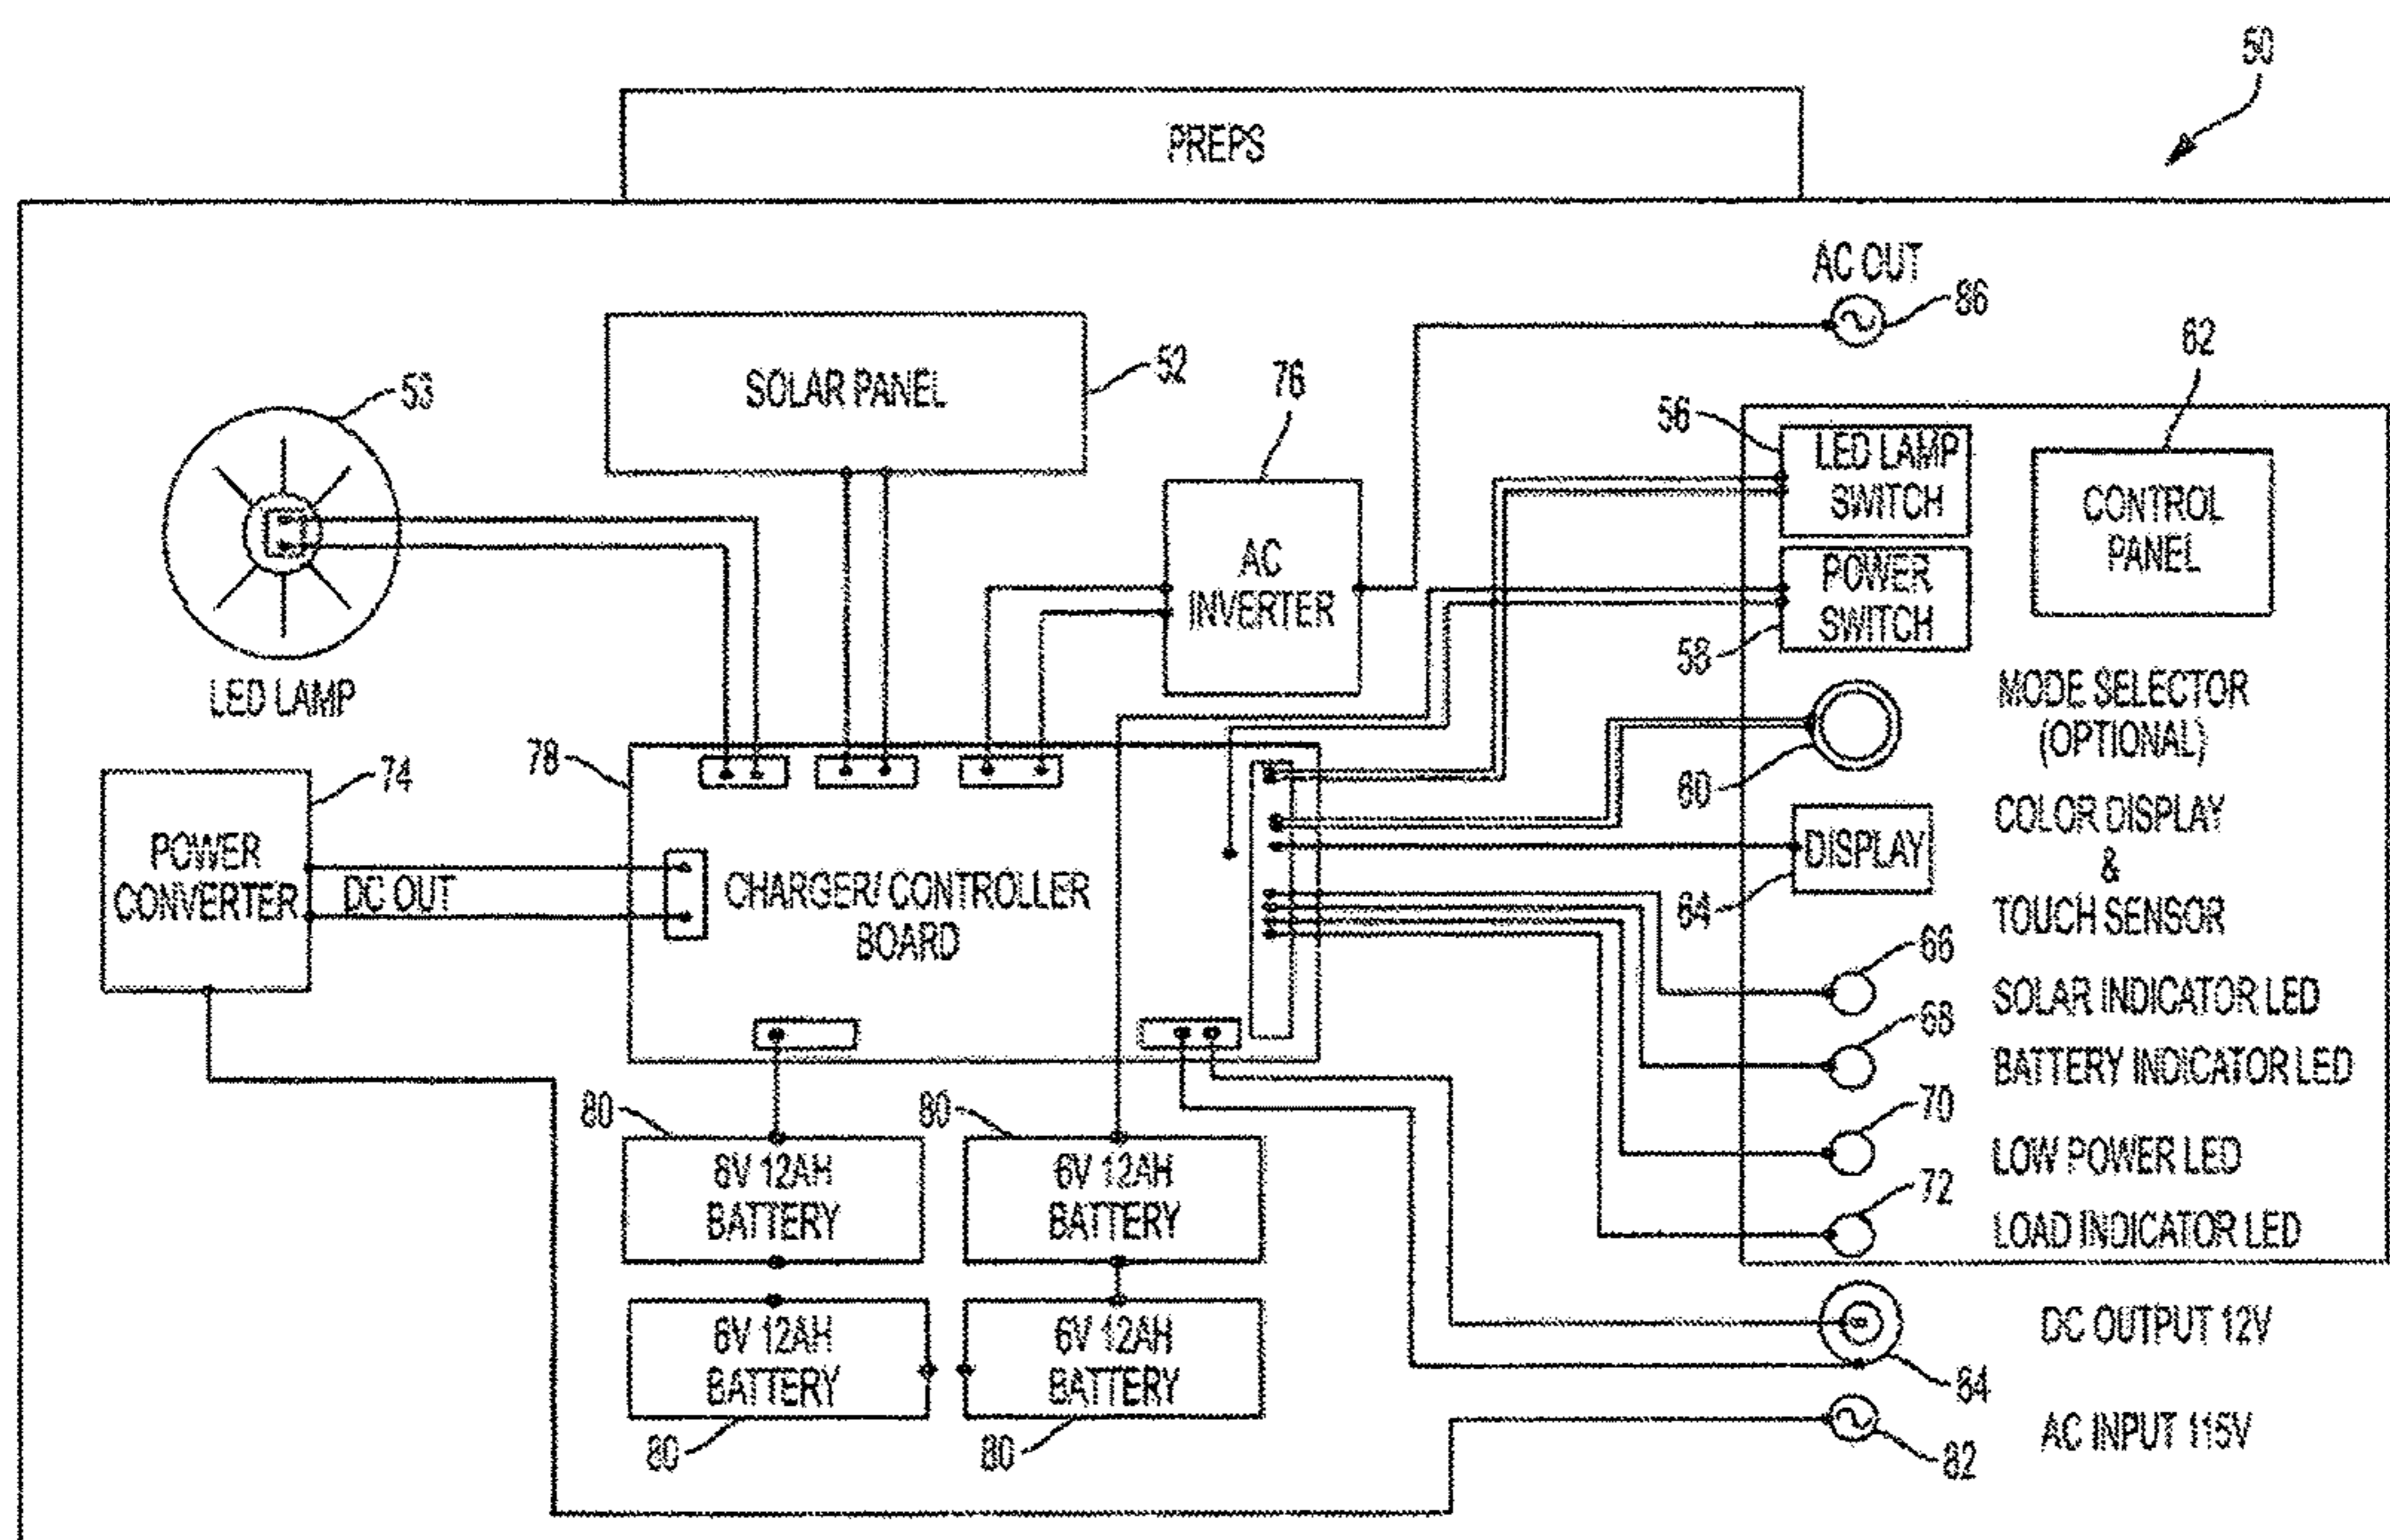 50
PREPS
AC OUT
86
SOLAR PANEL
52
76
62
53
56
LED LAMP
SWITCH
CONTROL
PANEL
AC
INVERTER
POWER
SWITCH
58
LED LAMP
MODE SELECTOR
(OPTIONAL)
60
78
74
POWER
CONVERTER
DC OUT
CHARGER/ CONTROLLER
BOARD
DISPLAY
64
COLOR DISPLAY
&
TOUCH SENSOR
66
SOLAR INDICATOR LED
68
BATTERY INDICATOR LED
70
LOW POWER LED
72
LOAD INDICATOR LED
80
80
6V 12AH
BATTERY
6V 12AH
BATTERY
6V 12AH
BATTERY
6V 12AH
BATTERY
80
80
DC OUTPUT 12V
84
AC INPUT 115V
82